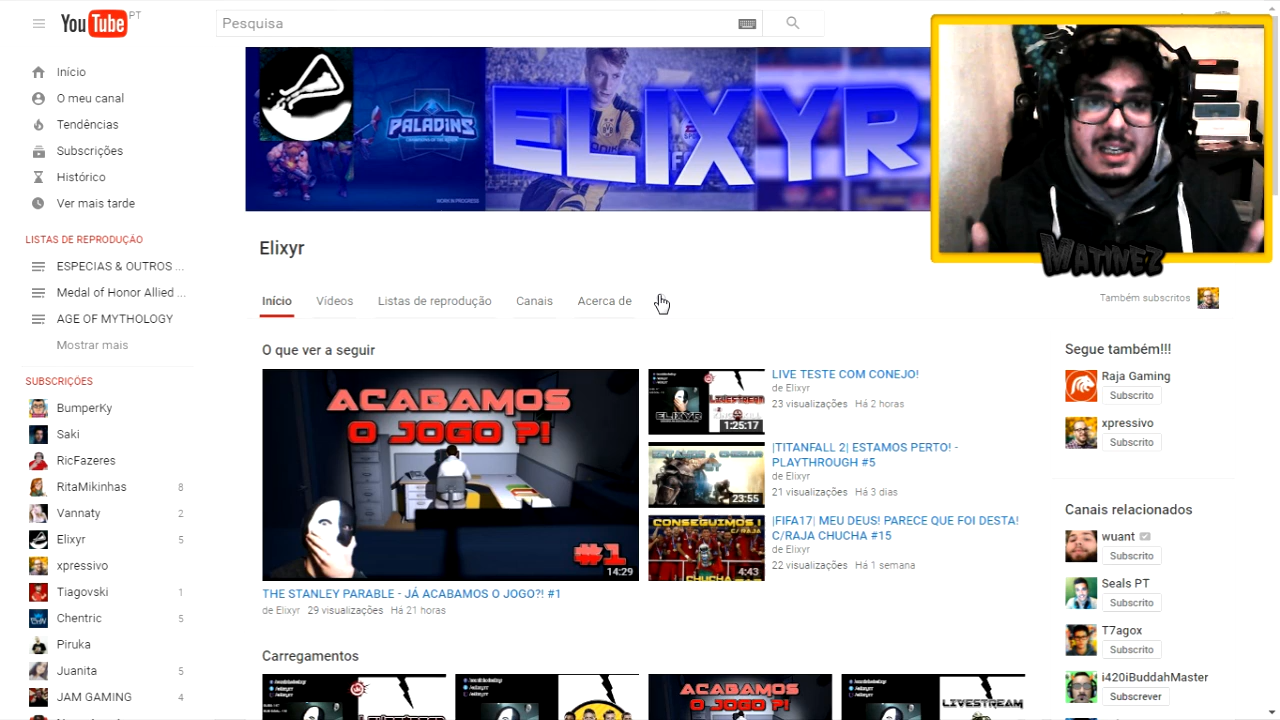 YouTube PT
Pesquisa
Início
O meu canal
Tendências
Subscrições
Histórico
Ver mais tarde
LISTAS DE REPRODUÇÃO
ESPECIAS & OUTROS ...
Medal of Honor Allied ...
AGE OF MYTHOLOGY
Mostrar mais
SUBSCRIÇÕES
BumperKy
Saki
RicFazeres
RitaMikinhas 8
Vannaty 2
Elixyr 5
xpressivo
Tiagovski 1
Chentric 5
Piruka
Juanita 5
JAM GAMING 4
PALADINS
WORK IN PROGRESS
ELIXYR
MATINEZ
Elixyr
Início Vídeos Listas de reprodução Canais Acerca de
Também subscritos
O que ver a seguir
ACABAMOS
O JOGO ?!
#1
14:29
THE STANLEY PARABLE - JÁ ACABAMOS O JOGO?! #1
de Elixyr 29 visualizações Há 21 horas
LIVESTREAM
ELIXYR
1:25:17
LIVE TESTE COM CONEJO!
de Elixyr
23 visualizações Há 2 horas
23:55
|TITANFALL 2| ESTAMOS PERTO! -
PLAYTHROUGH #5
de Elixyr
21 visualizações Há 3 dias
CONSEGUIMOS !
C/ RAJA
CHUCHA
4:43
|FIFA17| MEU DEUS! PARECE QUE FOI DESTA!
C/RAJA CHUCHA #15
de Elixyr
22 visualizações Há 1 semana
Carregamentos
ACABAMOS
O JOGO ?!
LIVESTREAM
Segue também!!!
Raja Gaming
Subscrito
xpressivo
Subscrito
Canais relacionados
wuant
Subscrito
Seals PT
Subscrito
T7agox
Subscrito
i420iBuddahMaster
Subscrever